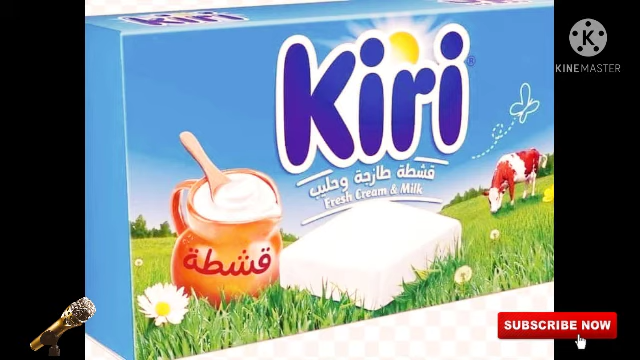 Kiri
قشطة طازجة وحليب
Fresh Cream & Milk
قشطة
KINEMASTER
SUBSCRIBE NOW